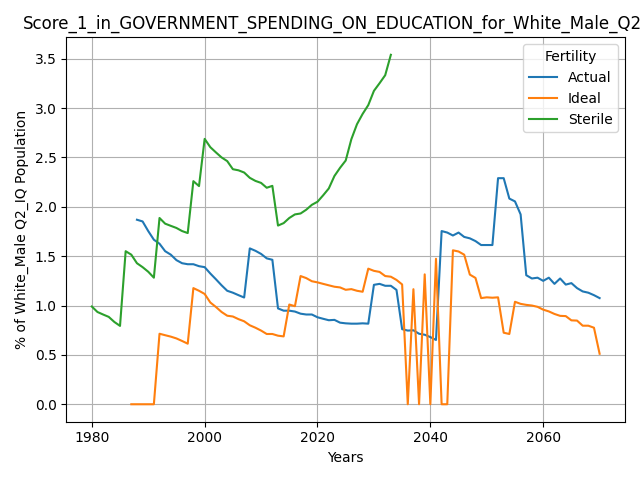 Score_1_in_GOVERNMENT_SPENDING_ON_EDUCATION_for_White_Male_Q2
Fertility
Actual
Ideal
Sterile
% of White_Male Q2_IQ Population
3.5
3.0
2.5
2.0
1.5
1.0
0.5
0.0
1980
2000
2020
2040
2060
Years